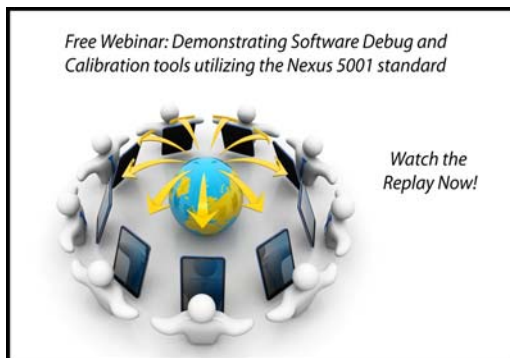 Free Webinar: Demonstrating Software Debug and
Calibration tools utilizing the Nexus 5001 standard
Watch the
Replay Now!